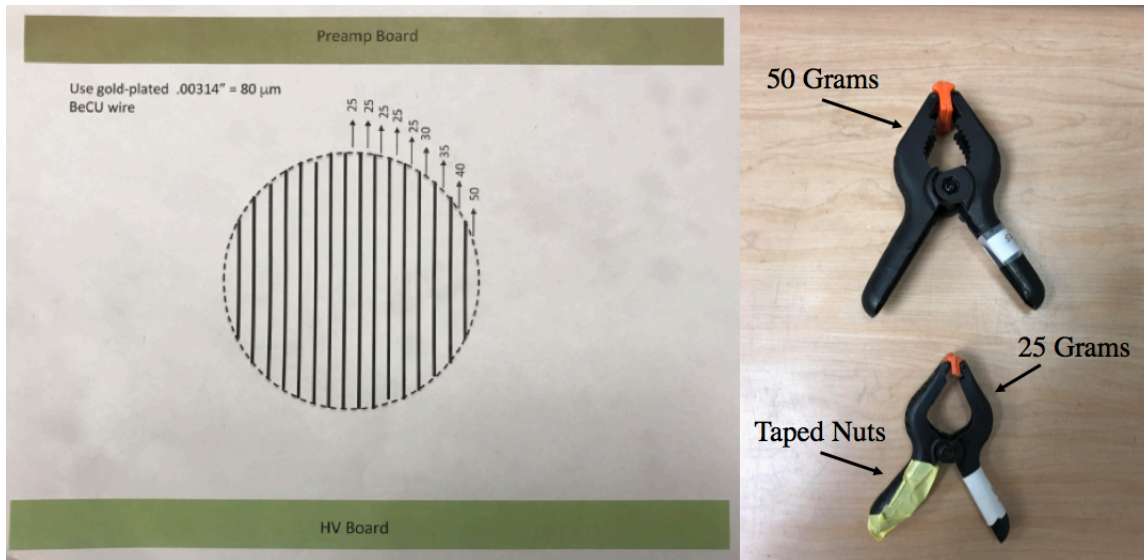 Preamp Board
Use gold-plated .00314" = 80 μm
BeCU wire
25
25
25
25
25
30
35
40
50
HV Board
50 Grams
25 Grams
Taped Nuts